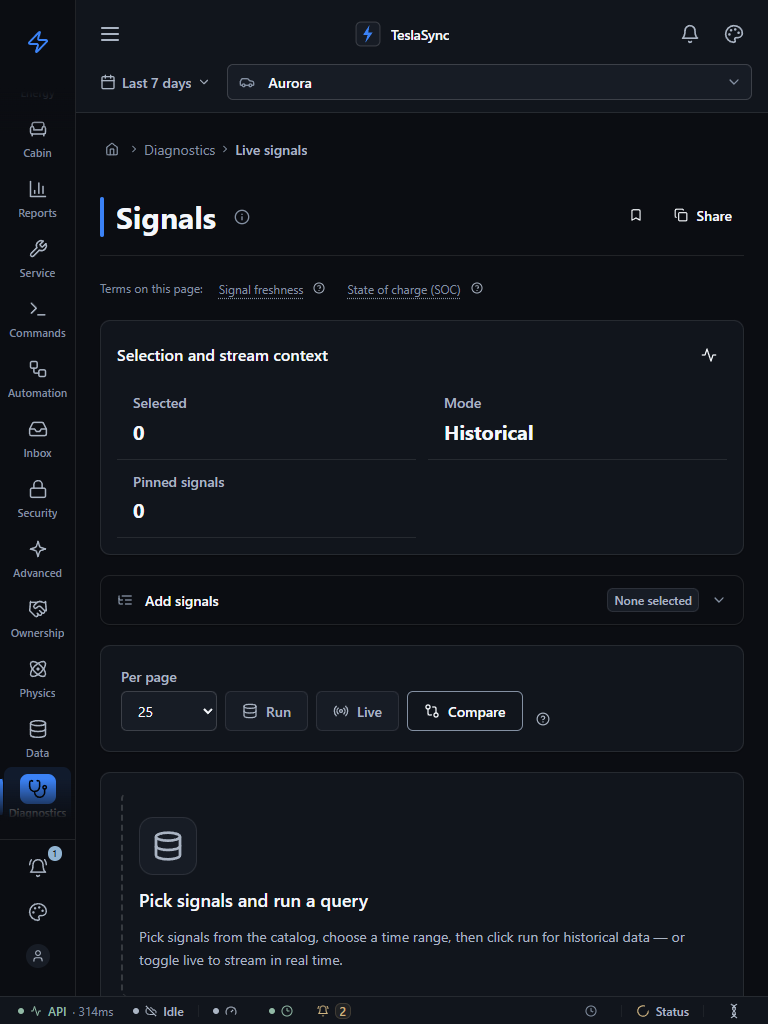 TeslaSync
Last 7 days
Aurora
Energy
Cabin
Reports
Service
Commands
Automation
Inbox
Security
Advanced
Ownership
Physics
Data
Diagnostics
1
Diagnostics
Live signals
Signals
Share
Terms on this page: Signal freshness State of charge (SOC)
Selection and stream context
Selected
0
Mode
Historical
Pinned signals
0
Add signals
None selected
Per page
25
Run
Live
Compare
Pick signals and run a query
Pick signals from the catalog, choose a time range, then click run for historical data — or
toggle live to stream in real time.
API · 314ms
Idle
2
Status